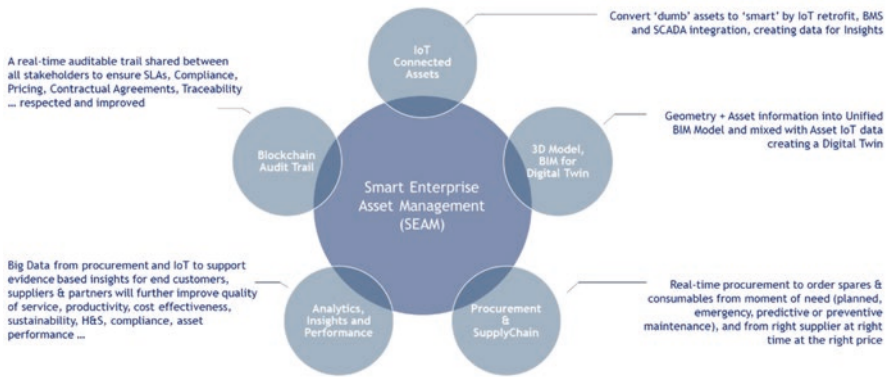 Convert ‘dumb’ assets to ‘smart’ by IoT retrofit, BMS
and SCADA integration, creating data for Insights
IoT
Connected
Assets
A real-time auditable trail shared between
all stakeholders to ensure SLAs, Compliance,
Pricing, Contractual Agreements, Traceability
... respected and improved
Geometry + Asset information into Unified
BIM Model and mixed with Asset IoT data
creating a Digital Twin
Blockchain
Audit Trail
3D Model,
BIM for
Digital Twin
Smart Enterprise
Asset Management
(SEAM)
Big Data from procurement and IoT to support
evidence based insights for end customers,
suppliers & partners will further improve quality
of service, productivity, cost effectiveness,
sustainability, H&S, compliance, asset
performance ...
Analytics,
Insights and
Performance
Procurement
&
SupplyChain
Real-time procurement to order spares &
consumables from moment of need (planned,
emergency, predictive or preventive
maintenance), and from right supplier at right
time at the right price